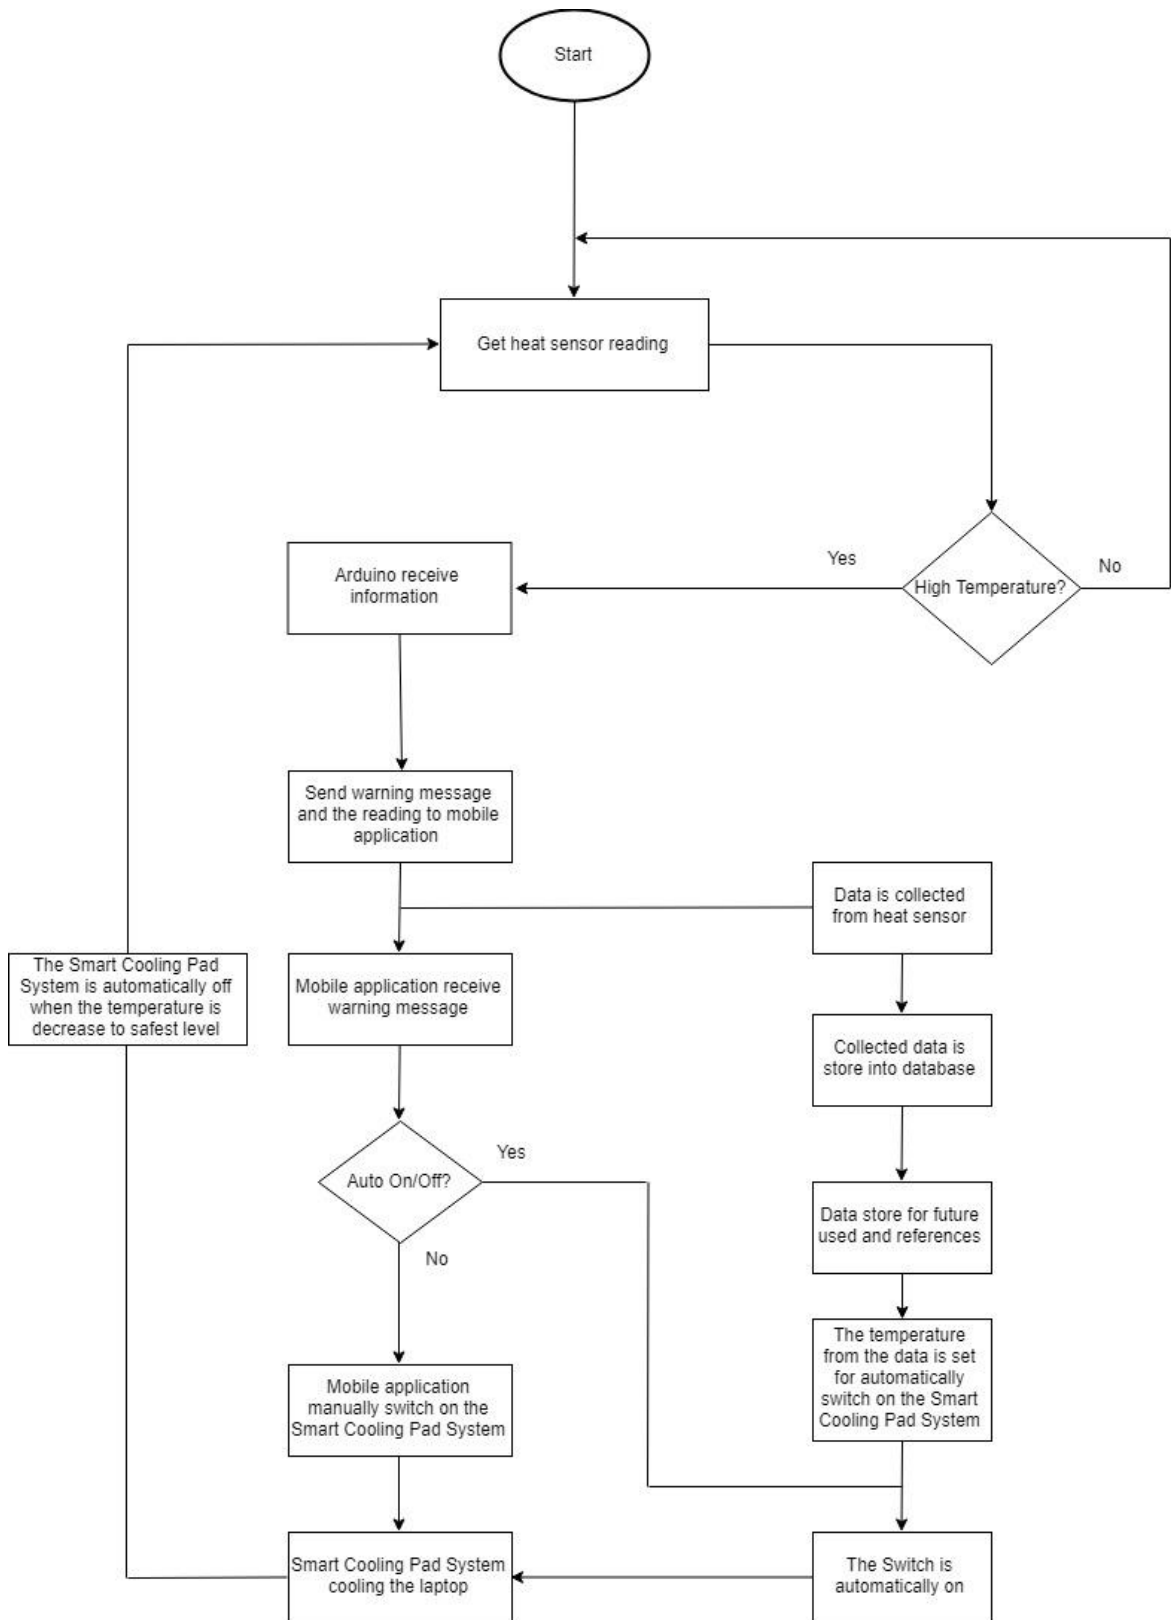 Start
Get heat sensor reading
High Temperature?
Yes
No
Arduino receive
information
Send warning message
and the reading to mobile
application
Data is collected
from heat sensor
The Smart Cooling Pad
System is automatically off
when the temperature is
decrease to safest level
Mobile application receive
warning message
Collected data is
store into database
Auto On/Off?
Yes
No
Data store for future
used and references
The temperature
from the data is set
for automatically
switch on the Smart
Cooling Pad System
Mobile application
manually switch on the
Smart Cooling Pad System
Smart Cooling Pad System
cooling the laptop
The Switch is
automatically on